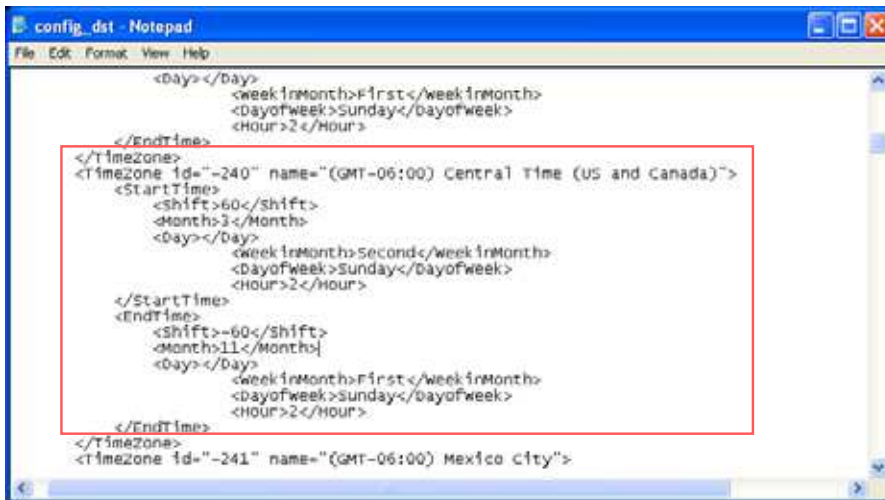 config_dst - Notepad
File Edit Format View Help
<Day></Day>
<WeekinMonth>First</WeekinMonth>
<DayofWeek>Sunday</DayofWeek>
<Hour>2</Hour>
</EndTime>
</TimeZone>
<TimeZone id="-240" name="(GMT-06:00) Central Time (US and Canada)">
<StartTime>
<Shift>60</Shift>
<Month>3</Month>
<Day></Day>
<WeekinMonth>Second</WeekinMonth>
<DayofWeek>Sunday</DayofWeek>
<Hour>2</Hour>
</StartTime>
<EndTime>
<Shift>-60</Shift>
<Month>11</Month>
<Day></Day>
<WeekinMonth>First</WeekinMonth>
<DayofWeek>Sunday</DayofWeek>
<Hour>2</Hour>
</EndTime>
</TimeZone>
<TimeZone id="-241" name="(GMT-06:00) Mexico City">